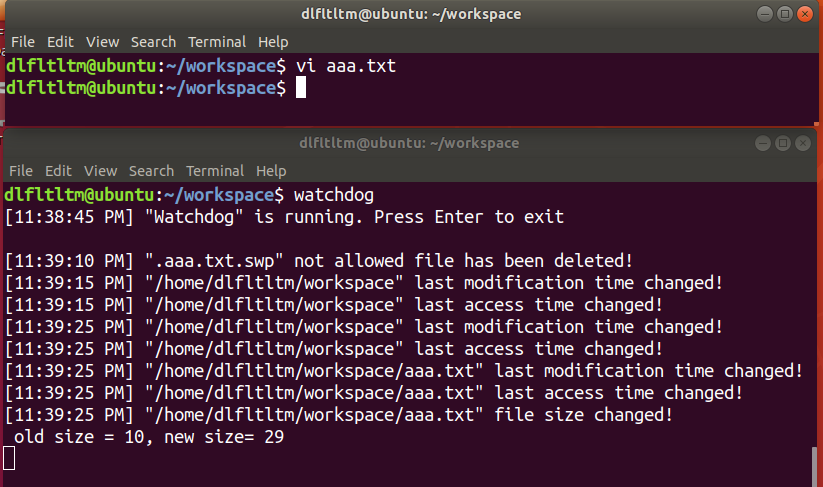 dlfltltm@ubuntu: ~/workspace
File Edit View Search Terminal Help
dlfltltm@ubuntu:~/workspace$ vi aaa.txt
dlfltltm@ubuntu:~/workspace$
dlfltltm@ubuntu: ~/workspace
File Edit View Search Terminal Help
dlfltltm@ubuntu:~/workspace$ watchdog
[11:38:45 PM] "Watchdog" is running. Press Enter to exit
[11:39:10 PM] ".aaa.txt.swp" not allowed file has been deleted!
[11:39:15 PM] "/home/dlfltltm/workspace" last modification time changed!
[11:39:15 PM] "/home/dlfltltm/workspace" last access time changed!
[11:39:25 PM] "/home/dlfltltm/workspace" last modification time changed!
[11:39:25 PM] "/home/dlfltltm/workspace" last access time changed!
[11:39:25 PM] "/home/dlfltltm/workspace/aaa.txt" last modification time changed!
[11:39:25 PM] "/home/dlfltltm/workspace/aaa.txt" last access time changed!
[11:39:25 PM] "/home/dlfltltm/workspace/aaa.txt" file size changed!
old size = 10, new size= 29